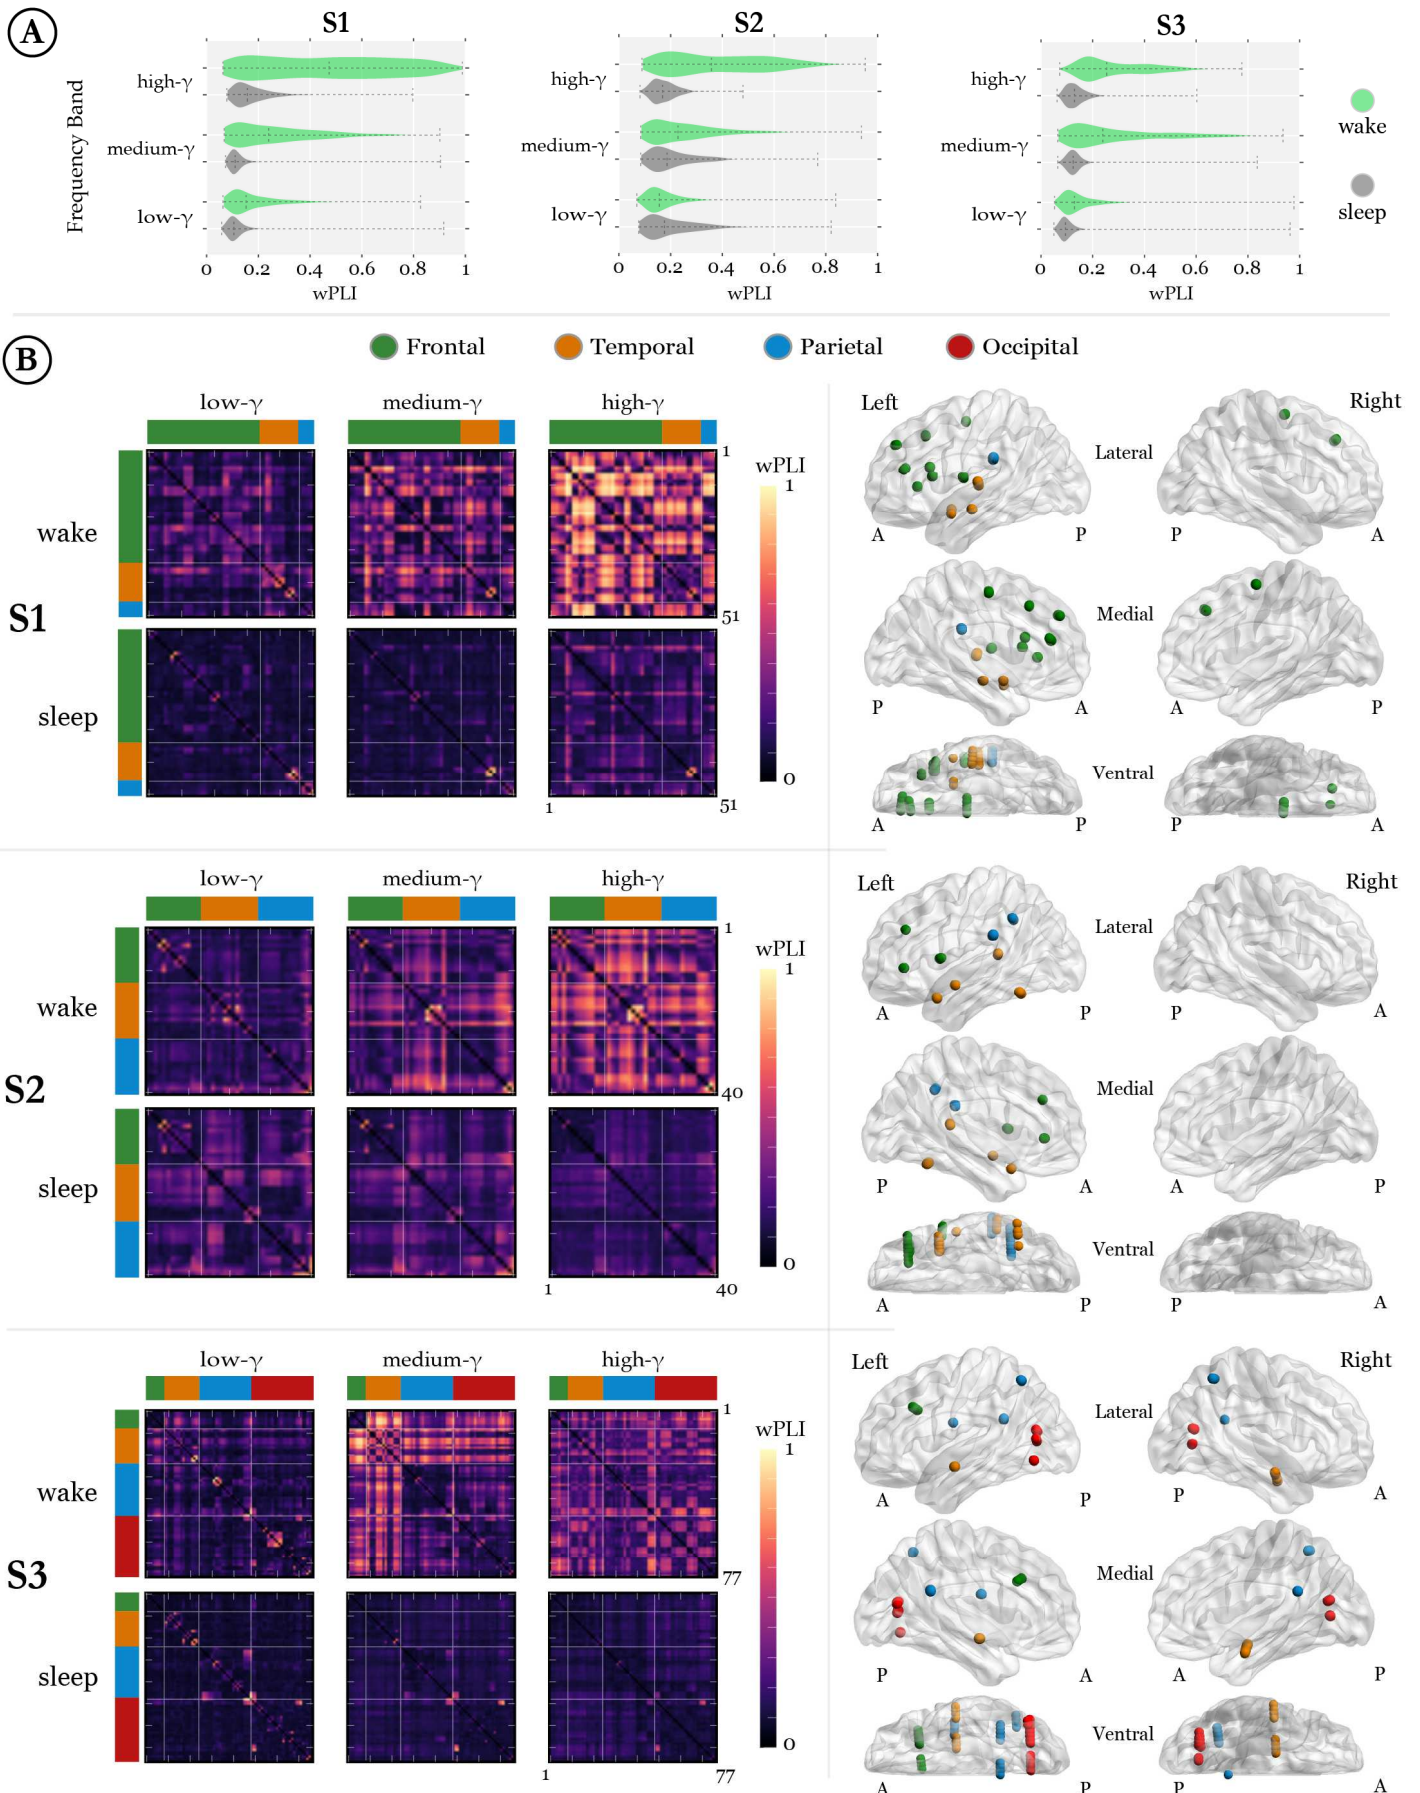 A
S1
S2
S3
Frequency Band
high-γ
medium-γ
low-γ
0 0.2 0.4 0.6 0.8 1
wPLI
high-γ
medium-γ
low-γ
0 0.2 0.4 0.6 0.8 1
wPLI
high-γ
medium-γ
low-γ
0 0.2 0.4 0.6 0.8 1
wPLI
wake
sleep
B
Frontal Temporal Parietal Occipital
low-γ medium-γ high-γ
S1
wake
sleep
1
51
1 51
wPLI
1
0
Left Right
Lateral
A P P A
Medial
P A A P
Ventral
A P P A
low-γ medium-γ high-γ
S2
wake
sleep
1
40
1 40
wPLI
1
0
Left Right
Lateral
A P P A
Medial
P A A P
Ventral
A P P A
low-γ medium-γ high-γ
S3
wake
sleep
1
77
1 77
wPLI
1
0
Left Right
Lateral
A P P A
Medial
P A A P
Ventral
A P P A